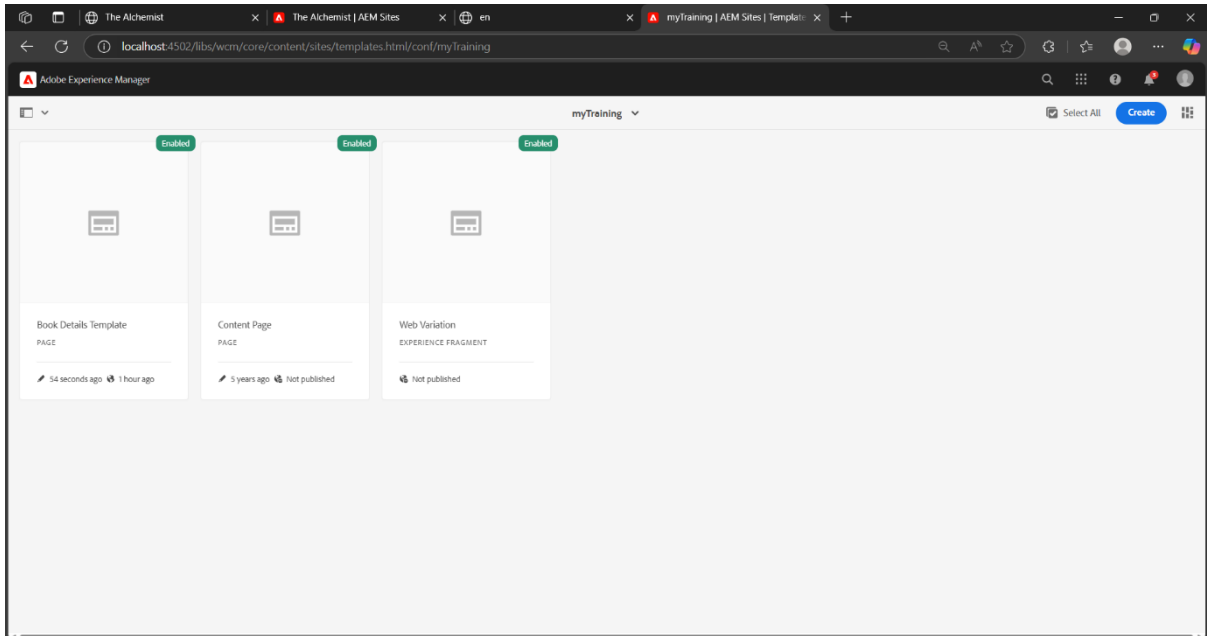 The Alchemist
The Alchemist | AEM Sites
en
myTraining | AEM Sites | Template
localhost:4502/libs/wcm/core/content/sites/templates.html/conf/myTraining
Adobe Experience Manager
myTraining
Select All
Create
Enabled
Enabled
Enabled
Book Details Template
PAGE
54 seconds ago 1 hour ago
Content Page
PAGE
5 years ago Not published
Web Variation
EXPERIENCE FRAGMENT
Not published